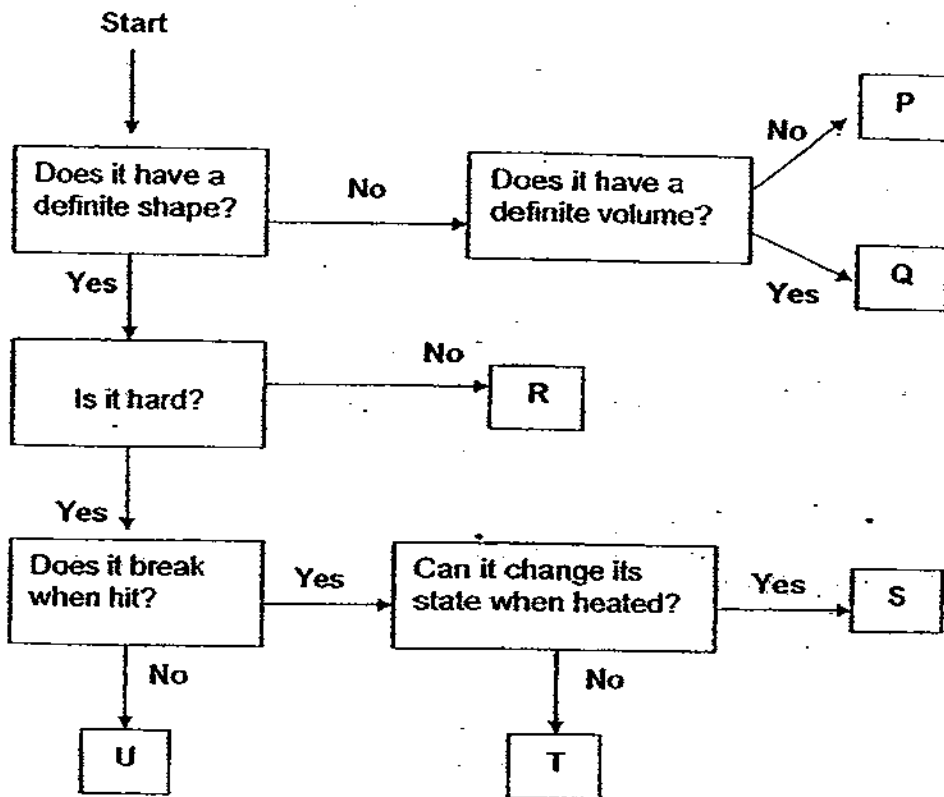 Start
Does it have a
definite shape?
No
Does it have a
definite volume?
No
P
Yes
Q
Yes
Is it hard?
No
R
Yes
Does it break
when hit?
Yes
Can it change its
state when heated?
Yes
S
No
U
No
T